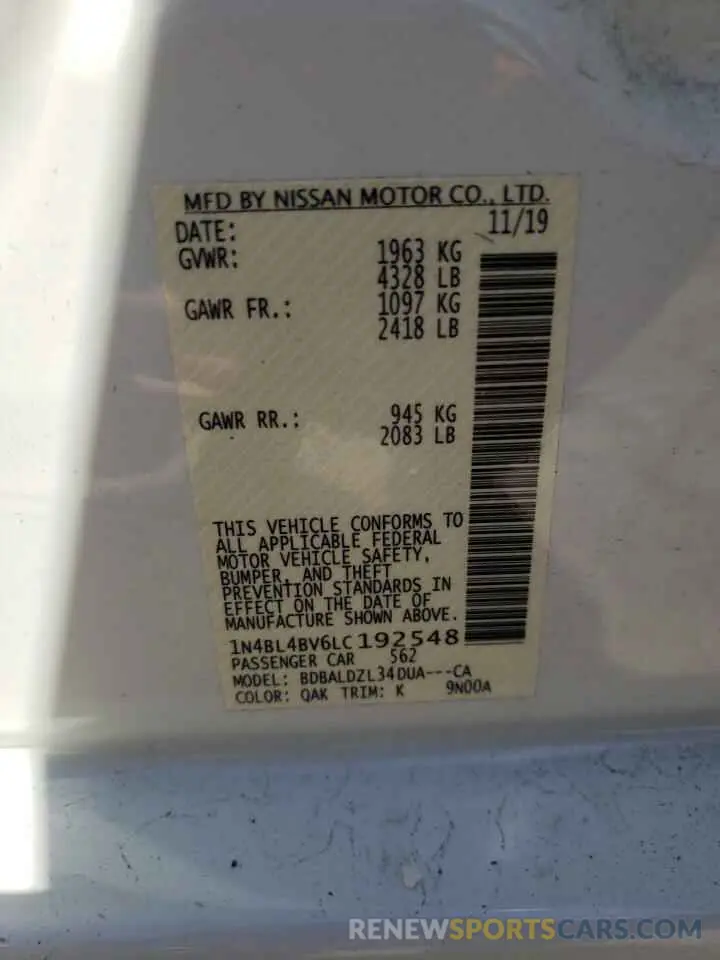 MFD BY NISSAN MOTOR CO., LTD.
DATE: 11/19
GVWR: 1963 KG
4328 LB
GAWR FR.: 1097 KG
2418 LB
GAWR RR.: 945 KG
2083 LB
THIS VEHICLE CONFORMS TO
ALL APPLICABLE FEDERAL
MOTOR VEHICLE SAFETY,
BUMPER, AND THEFT
PREVENTION STANDARDS IN
EFFECT ON THE DATE OF
MANUFACTURE SHOWN ABOVE.
1N4BL4BV6LC192548
PASSENGER CAR 562
MODEL: BDBALDZL34DUA---CA
COLOR: QAK TRIM: K 9N00A
RENEWSPORTSCARS.COM